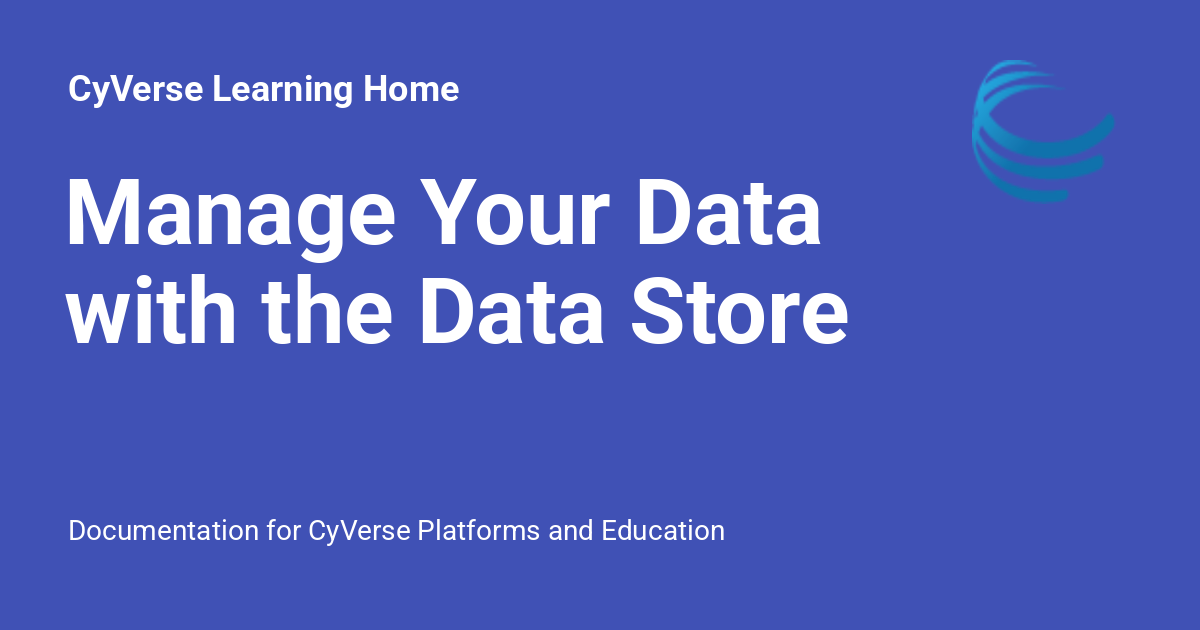 CyVerse Learning Home
Manage Your Data
with the Data Store
Documentation for CyVerse Platforms and Education